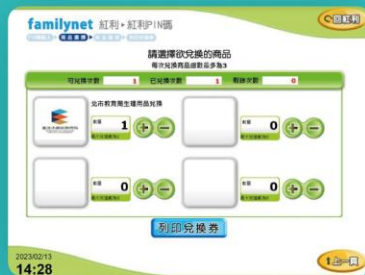 familynet 紅利▸紅利PIN碼
回紅利
請選擇欲兌換的商品
每次兌換商品總數最多為3
可兌換次數 1 已兌換次數 1 剩餘次數 0
北市教育局生理用品兌換
數量 1
數量 0
數量 0
數量 0
列印兌換券
2023/02/13
14:28
上一頁